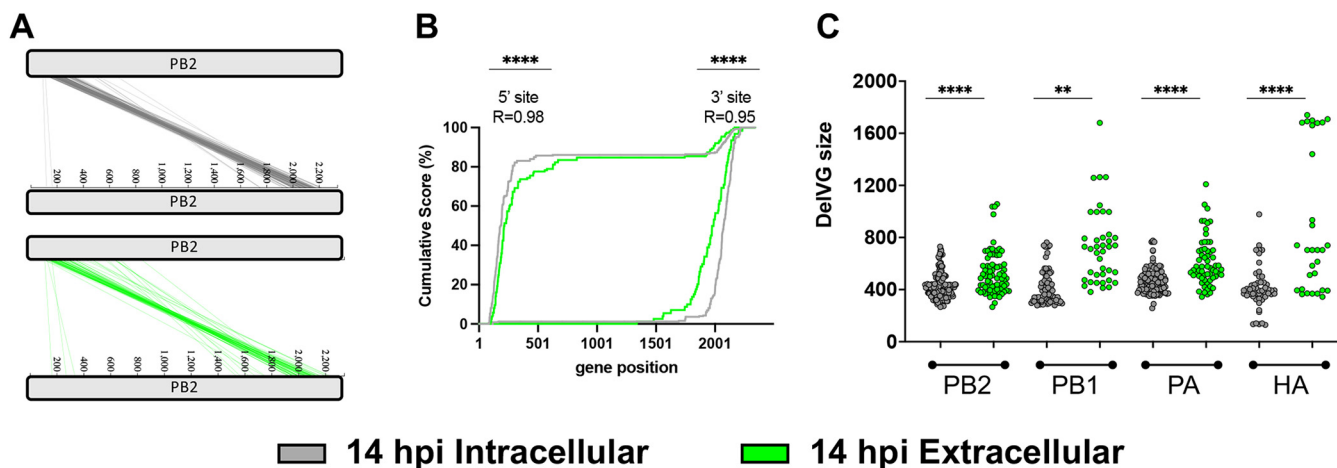 A
PB2
200
400
600
800
1,000
1,200
1,400
1,600
1,800
2,000
2,200
PB2
PB2
200
400
600
800
1,000
1,200
1,400
1,600
1,800
2,000
2,200
PB2
B
**** ****
5' site 3' site
R=0.98 R=0.95
Cumulative Score (%)
100
80
60
40
20
0
1 501 1001 1501 2001
gene position
C
DelVG size
2000
1600
1200
800
400
0
**** ** **** ****
PB2 PB1 PA HA
14 hpi Intracellular 14 hpi Extracellular